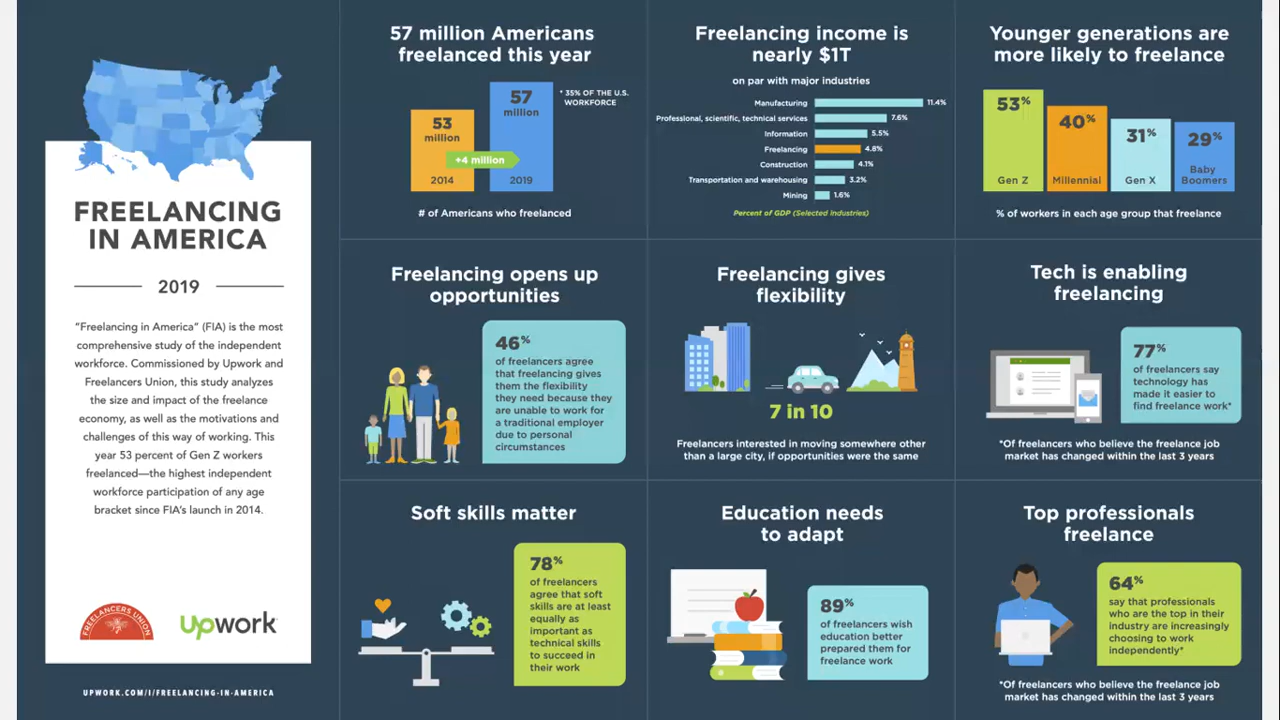 FREELANCING
IN AMERICA
2019
"Freelancing in America" (FIA) is the most
comprehensive study of the independent
workforce. Commissioned by Upwork and
Freelancers Union, this study analyzes
the size and impact of the freelance
economy, as well as the motivations and
challenges of this way of working. This
year 53 percent of Gen Z workers
freelanced—the highest independent
workforce participation of any age
bracket since FIA's launch in 2014.
FREELANCERS UNION
upwork
UPWORK.COM/I/FREELANCING-IN-AMERICA
57 million Americans
freelanced this year
53
million
2014
+4 million
57
million
2019
* 35% OF THE U.S.
WORKFORCE
# of Americans who freelanced
Freelancing income is
nearly $1T
on par with major industries
Manufacturing 11.4%
Professional, scientific, technical services 7.6%
Information 5.5%
Freelancing 4.8%
Construction 4.1%
Transportation and warehousing 3.2%
Mining 1.6%
Percent of GDP (Selected Industries)
Younger generations are
more likely to freelance
53%
Gen Z
40%
Millennial
31%
Gen X
29%
Baby
Boomers
% of workers in each age group that freelance
Freelancing opens up
opportunities
46%
of freelancers agree
that freelancing gives
them the flexibility
they need because they
are unable to work for
a traditional employer
due to personal
circumstances
Freelancing gives
flexibility
7 in 10
Freelancers interested in moving somewhere other
than a large city, if opportunities were the same
Tech is enabling
freelancing
77%
of freelancers say
technology has
made it easier to
find freelance work*
*Of freelancers who believe the freelance job
market has changed within the last 3 years
Soft skills matter
78%
of freelancers
agree that soft
skills are at least
equally as
important as
technical skills
to succeed in
their work
Education needs
to adapt
89%
of freelancers wish
education better
prepared them for
freelance work
Top professionals
freelance
64%
say that professionals
who are the top in their
industry are increasingly
choosing to work
independently*
*Of freelancers who believe the freelance job
market has changed within the last 3 years